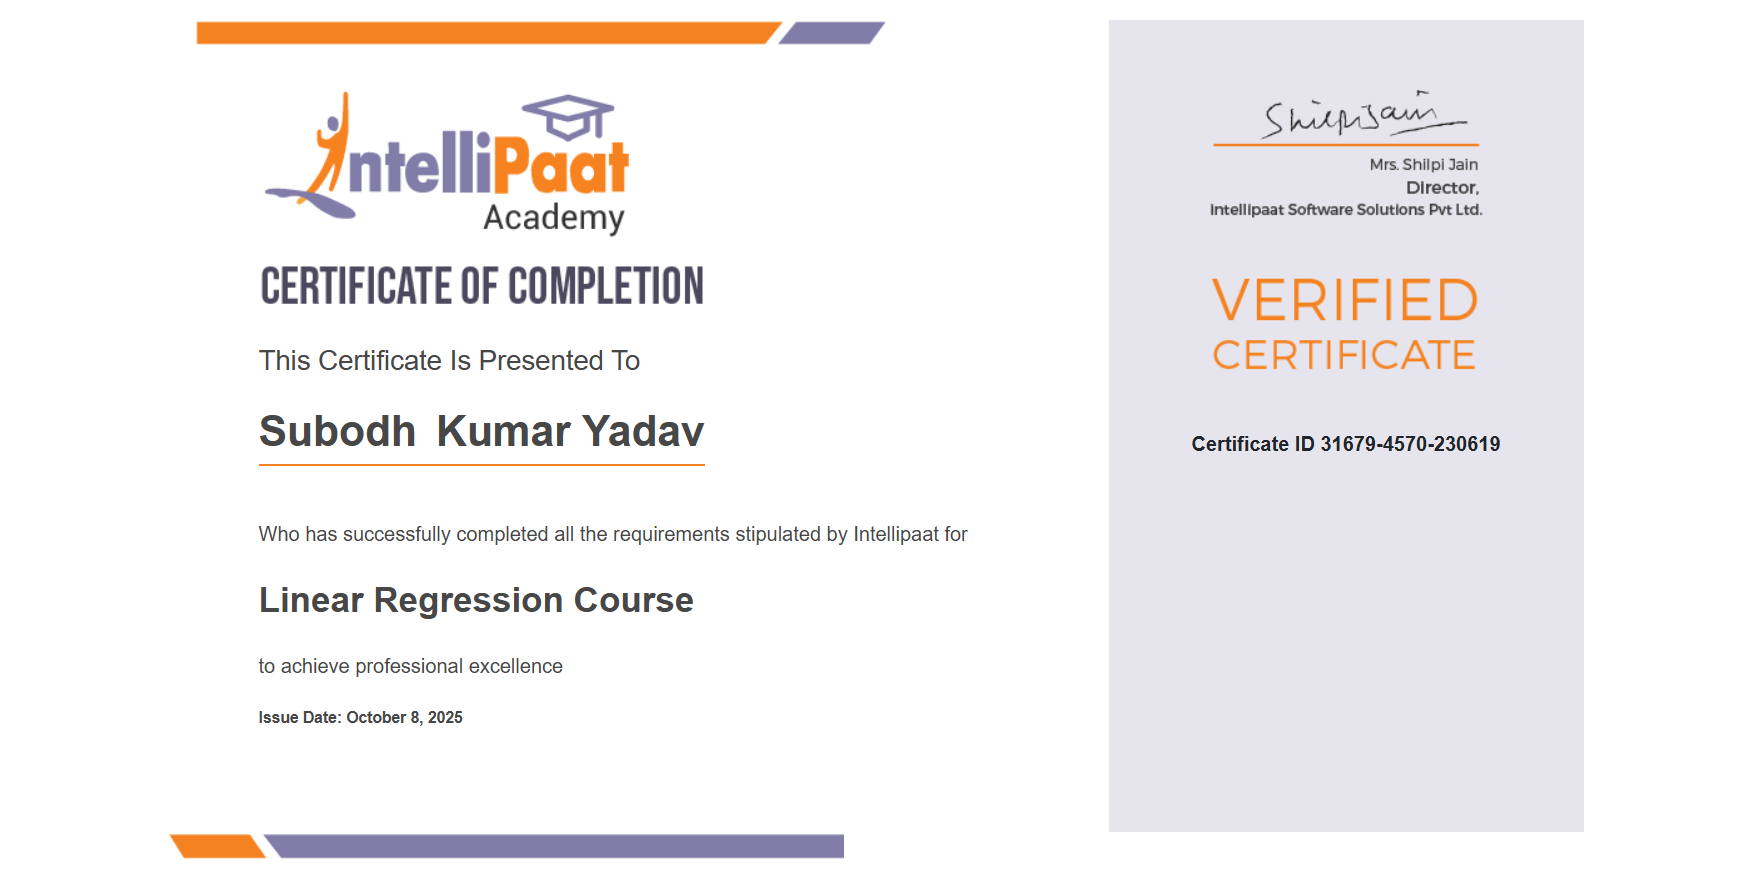 IntelliPaat
Academy
CERTIFICATE OF COMPLETION
This Certificate Is Presented To
Subodh Kumar Yadav
Who has successfully completed all the requirements stipulated by Intellipaat for
Linear Regression Course
to achieve professional excellence
Issue Date: October 8, 2025
Shilpi Jain
Mrs. Shilpi Jain
Director,
Intellipaat Software Solutions Pvt Ltd.
VERIFIED
CERTIFICATE
Certificate ID 31679-4570-230619